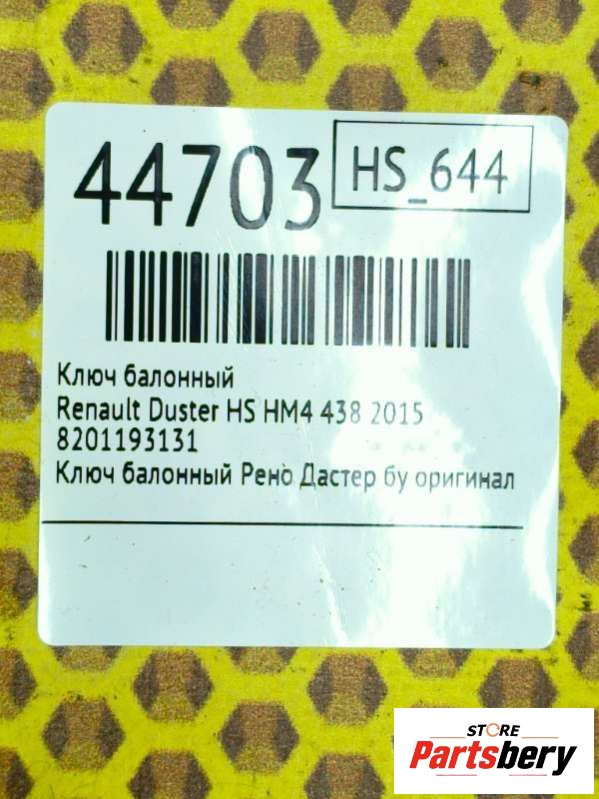 44703
HS_644
Ключ балонный
Renault Duster HS HM4 438 2015
8201193131
Ключ балонный Рено Дастер бу оригинал
STORE
Partsbery